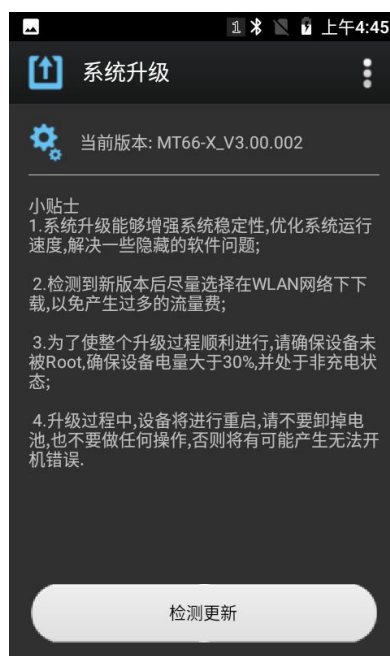 1 上午4:45
系统升级
当前版本: MT66-X_V3.00.002
小贴士
1.系统升级能够增强系统稳定性,优化系统运行
速度,解决一些隐藏的软件问题;
2.检测到新版本后尽量选择在WLAN网络下下
载,以免产生过多的流量费;
3.为了使整个升级过程顺利进行,请确保设备未
被Root,确保设备电量大于30%,并处于非充电状
态;
4.升级过程中,设备将进行重启,请不要卸掉电
池,也不要做任何操作,否则将有可能产生无法开
机错误.
检测更新